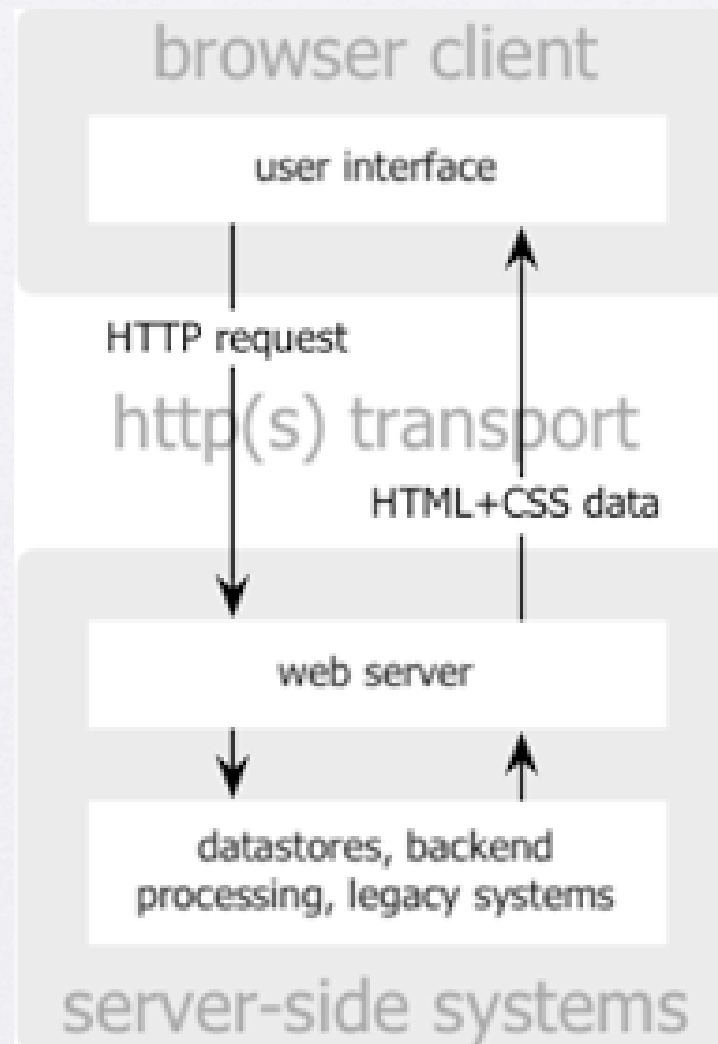 browser client
user interface
HTTP request
http(s) transport
HTML+CSS data
web server
datastores, backend
processing, legacy systems
server-side systems